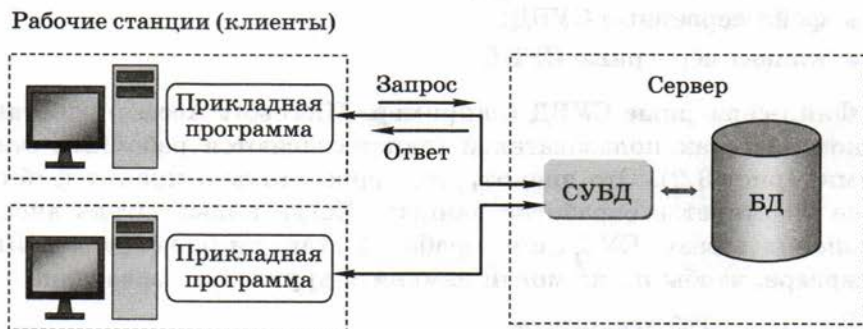 Рабочие станции (клиенты)
Прикладная
программа
Запрос
Ответ
Прикладная
программа
Сервер
СУБД
БД